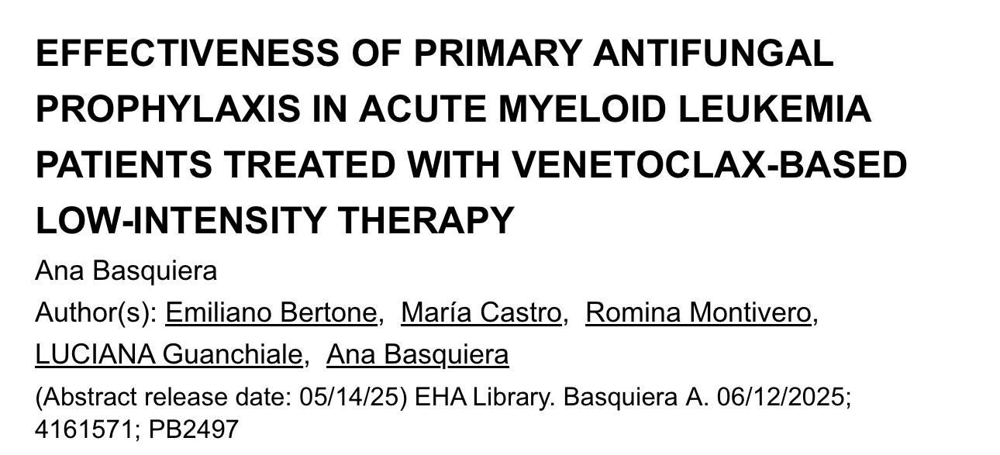 EFFECTIVENESS OF PRIMARY ANTIFUNGAL
PROPHYLAXIS IN ACUTE MYELOID LEUKEMIA
PATIENTS TREATED WITH VENETOCLAX-BASED
LOW-INTENSITY THERAPY
Ana Basquiera
Author(s): Emiliano Bertone, María Castro, Romina Montivero,
LUCIANA Guanchiale, Ana Basquiera
(Abstract release date: 05/14/25) EHA Library. Basquiera A. 06/12/2025;
4161571; PB2497